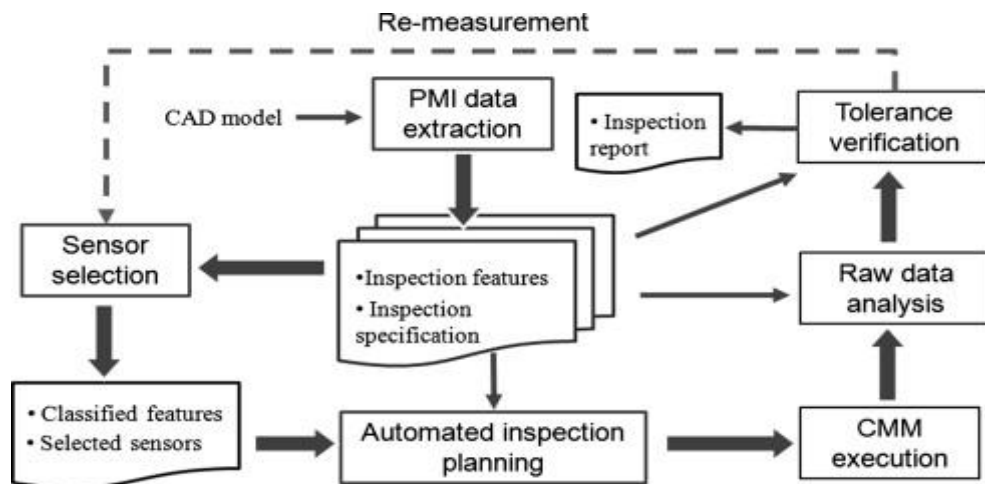 Re-measurement
CAD model
PMI data
extraction
• Inspection
report
Tolerance
verification
Sensor
selection
•Inspection features
• Inspection
specification
Raw data
analysis
• Classified features
• Selected sensors
Automated inspection
planning
CMM
execution